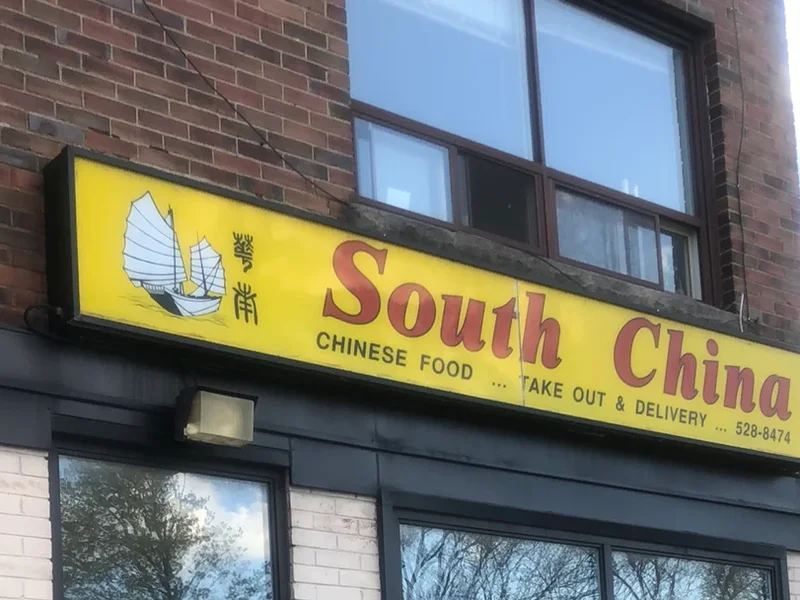 華南
South China
CHINESE FOOD ... TAKE OUT & DELIVERY ... 528-8474